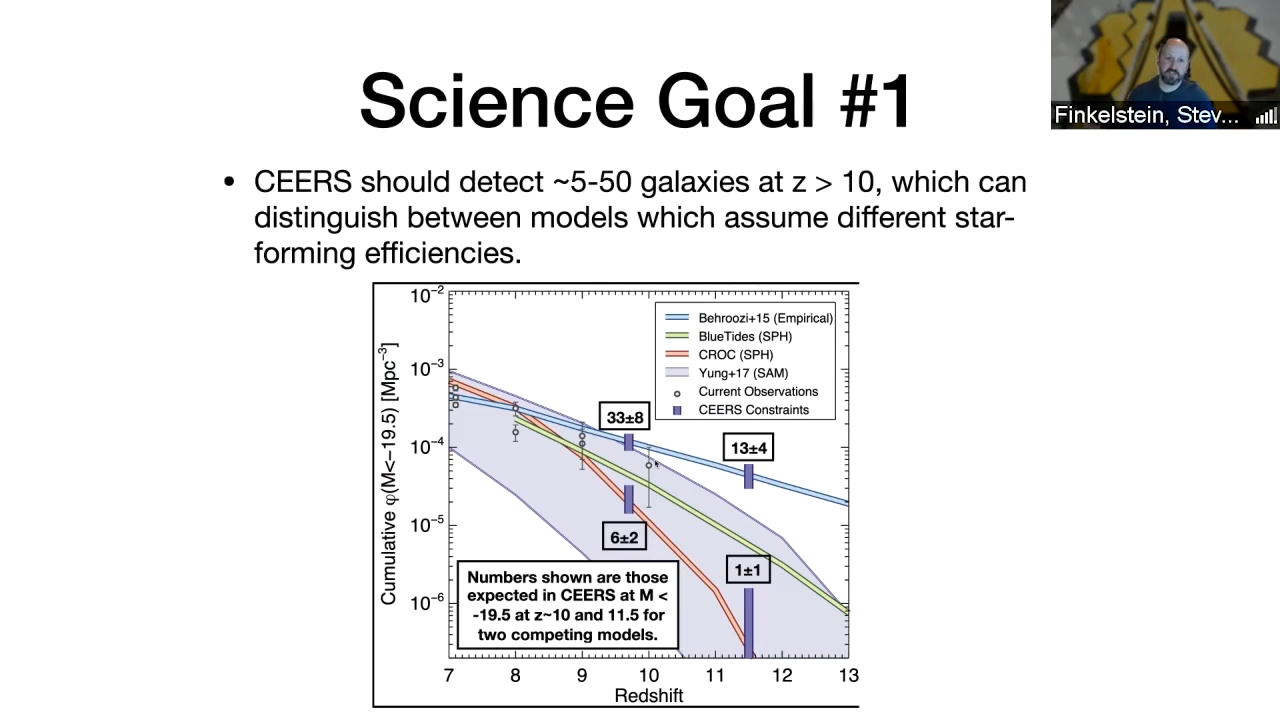 Science Goal #1
Finkelstein, Stev...
• CEERS should detect ~5-50 galaxies at z > 10, which can
distinguish between models which assume different star-
forming efficiencies.
Cumulative φ(M<−19.5) [Mpc⁻³]
10⁻²
10⁻³
10⁻⁴
10⁻⁵
10⁻⁶
Behroozi+15 (Empirical)
BlueTides (SPH)
CROC (SPH)
Yung+17 (SAM)
Current Observations
CEERS Constraints
33±8
13±4
6±2
1±1
Numbers shown are those
expected in CEERS at M <
-19.5 at z~10 and 11.5 for
two competing models.
7 8 9 10 11 12 13
Redshift